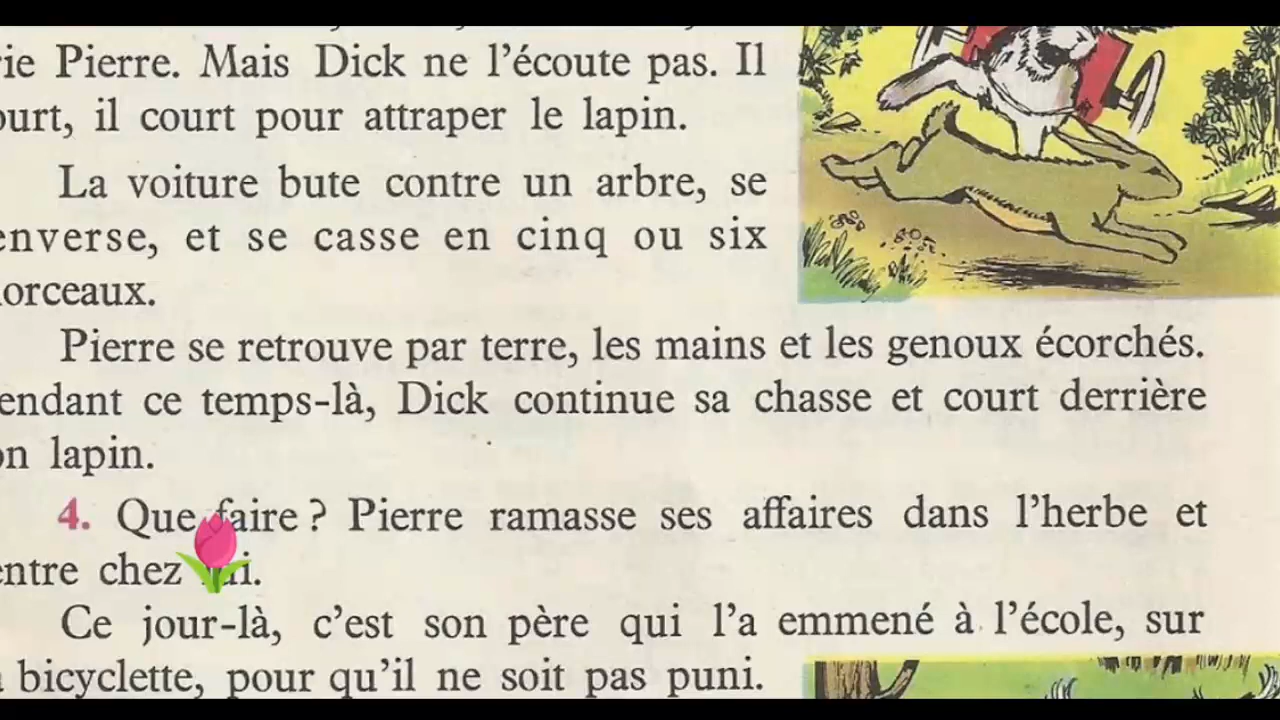 ie Pierre. Mais Dick ne l'écoute pas. Il
ourt, il court pour attraper le lapin.
La voiture bute contre un arbre, se
enverse, et se casse en cinq ou six
orceaux.
Pierre se retrouve par terre, les mains et les genoux écorchés.
endant ce temps-là, Dick continue sa chasse et court derrière
on lapin.
4. Que faire ? Pierre ramasse ses affaires dans l'herbe et
entre chez lui.
Ce jour-là, c'est son père qui l'a emmené à l'école, sur
bicyclette, pour qu'il ne soit pas puni.